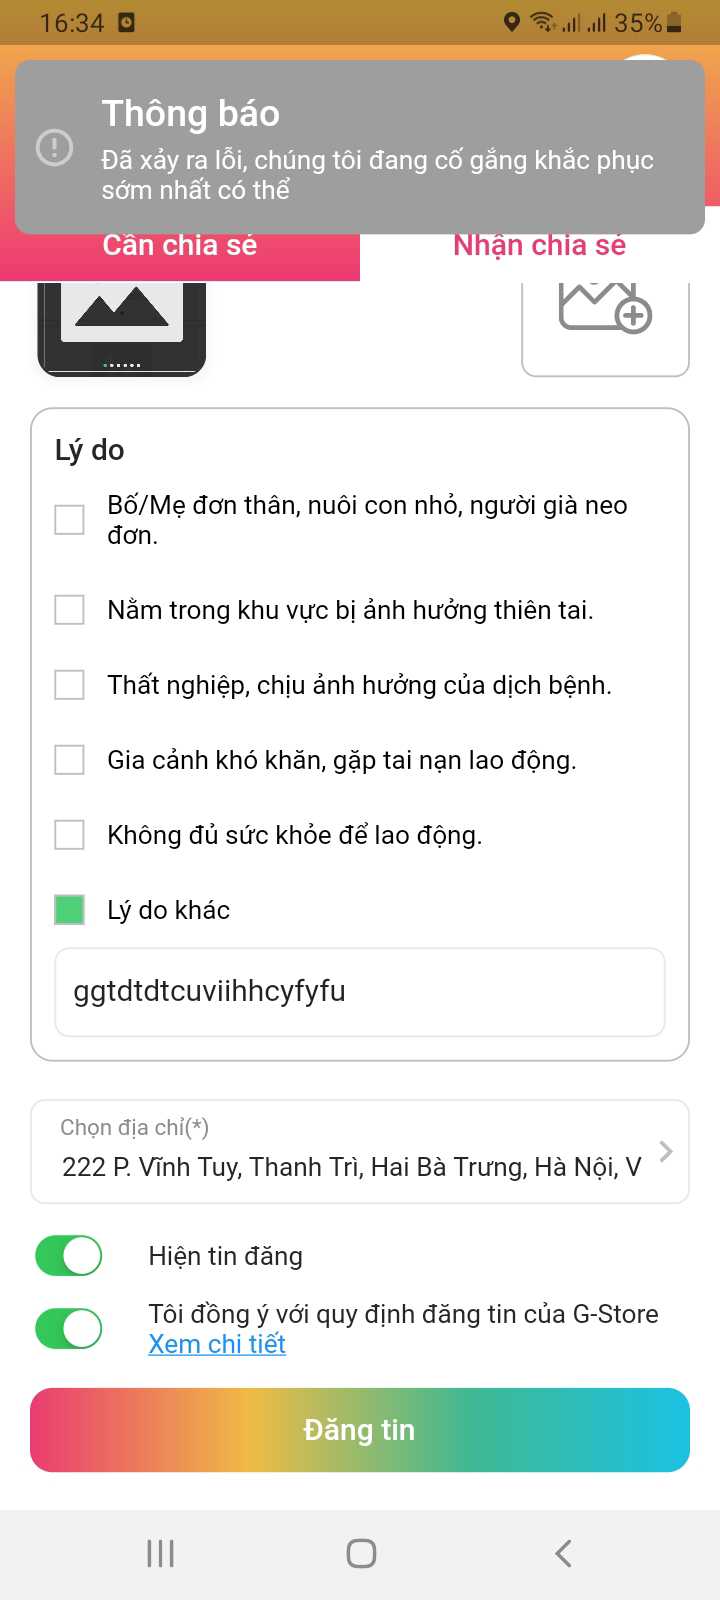 16:34
35%
Thông báo
Đã xảy ra lỗi, chúng tôi đang cố gắng khắc phục
sớm nhất có thể
Cần chia sẻ
Nhận chia sẻ
Lý do
Bố/Mẹ đơn thân, nuôi con nhỏ, người già neo
đơn.
Nằm trong khu vực bị ảnh hưởng thiên tai.
Thất nghiệp, chịu ảnh hưởng của dịch bệnh.
Gia cảnh khó khăn, gặp tai nạn lao động.
Không đủ sức khỏe để lao động.
Lý do khác
ggtdtdtcuviihhcyfyfu
Chọn địa chỉ(*)
222 P. Vĩnh Tuy, Thanh Trì, Hai Bà Trưng, Hà Nội, V
Hiện tin đăng
Tôi đồng ý với quy định đăng tin của G-Store
Xem chi tiết
Đăng tin